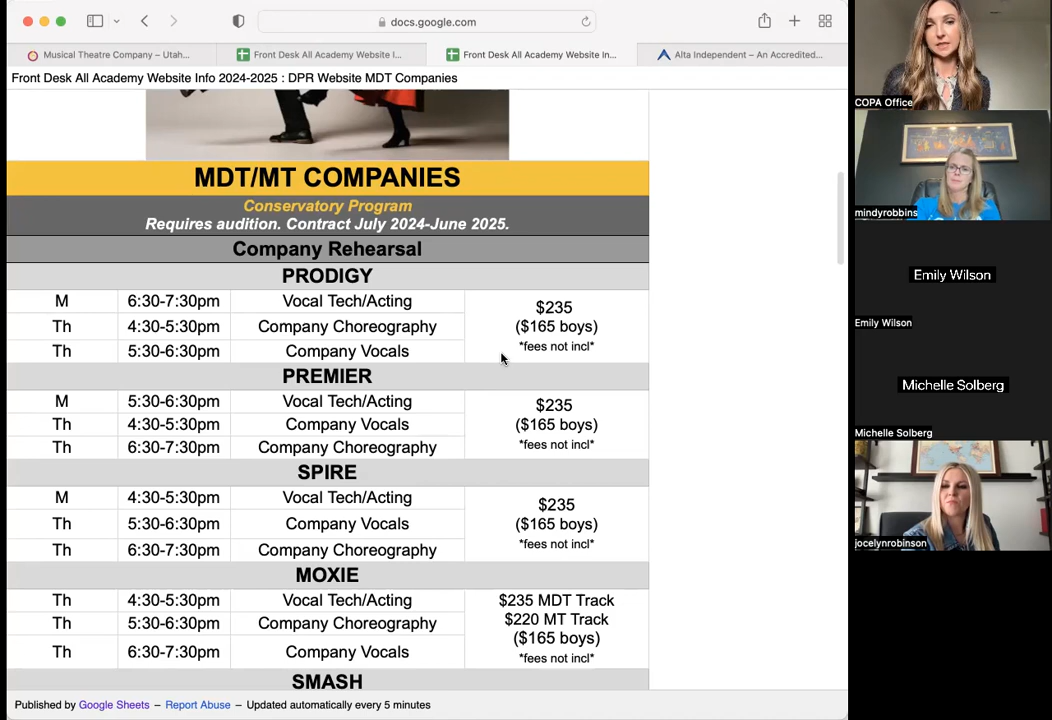 docs.google.com
Musical Theatre Company – Utah...
Front Desk All Academy Website I...
Front Desk All Academy Website In...
Alta Independent – An Accredited...
Front Desk All Academy Website Info 2024-2025 : DPR Website MDT Companies
MDT/MT COMPANIES
Conservatory Program
Requires audition. Contract July 2024-June 2025.
Company Rehearsal
PRODIGY
M 6:30-7:30pm Vocal Tech/Acting
Th 4:30-5:30pm Company Choreography
Th 5:30-6:30pm Company Vocals
$235
($165 boys)
*fees not incl*
PREMIER
M 5:30-6:30pm Vocal Tech/Acting
Th 4:30-5:30pm Company Vocals
Th 6:30-7:30pm Company Choreography
$235
($165 boys)
*fees not incl*
SPIRE
M 4:30-5:30pm Vocal Tech/Acting
Th 5:30-6:30pm Company Vocals
Th 6:30-7:30pm Company Choreography
$235
($165 boys)
*fees not incl*
MOXIE
Th 4:30-5:30pm Vocal Tech/Acting
Th 5:30-6:30pm Company Choreography
Th 6:30-7:30pm Company Vocals
$235 MDT Track
$220 MT Track
($165 boys)
*fees not incl*
SMASH
Published by Google Sheets – Report Abuse – Updated automatically every 5 minutes
COPA Office
mindyrobbins
Emily Wilson
Emily Wilson
Michelle Solberg
Michelle Solberg
jocelynrobinson